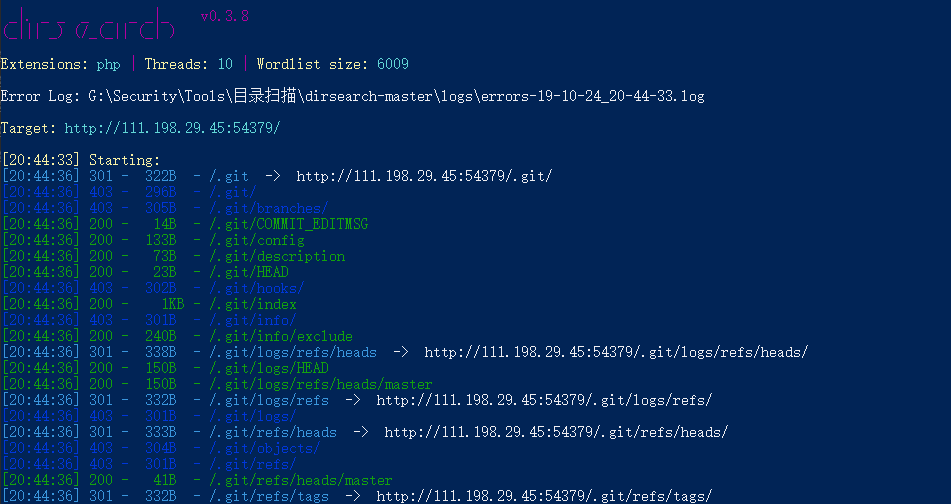 dirsearch v0.3.8
Extensions: php | Threads: 10 | Wordlist size: 6009
Error Log: G:\Security\Tools\目录扫描\dirsearch-master\logs\errors-19-10-24_20-44-33.log
Target: http://111.198.29.45:54379/
[20:44:33] Starting:
[20:44:36] 301 - 322B - /.git -> http://111.198.29.45:54379/.git/
[20:44:36] 403 - 296B - /.git/
[20:44:36] 403 - 305B - /.git/branches/
[20:44:36] 200 - 14B - /.git/COMMIT_EDITMSG
[20:44:36] 200 - 133B - /.git/config
[20:44:36] 200 - 73B - /.git/description
[20:44:36] 200 - 23B - /.git/HEAD
[20:44:36] 403 - 302B - /.git/hooks/
[20:44:36] 200 - 1KB - /.git/index
[20:44:36] 403 - 301B - /.git/info/
[20:44:36] 200 - 240B - /.git/info/exclude
[20:44:36] 301 - 338B - /.git/logs/refs/heads -> http://111.198.29.45:54379/.git/logs/refs/heads/
[20:44:36] 200 - 150B - /.git/logs/HEAD
[20:44:36] 200 - 150B - /.git/logs/refs/heads/master
[20:44:36] 301 - 332B - /.git/logs/refs -> http://111.198.29.45:54379/.git/logs/refs/
[20:44:36] 403 - 301B - /.git/logs/
[20:44:36] 301 - 333B - /.git/refs/heads -> http://111.198.29.45:54379/.git/refs/heads/
[20:44:36] 403 - 304B - /.git/objects/
[20:44:36] 403 - 301B - /.git/refs/
[20:44:36] 200 - 41B - /.git/refs/heads/master
[20:44:36] 301 - 332B - /.git/refs/tags -> http://111.198.29.45:54379/.git/refs/tags/